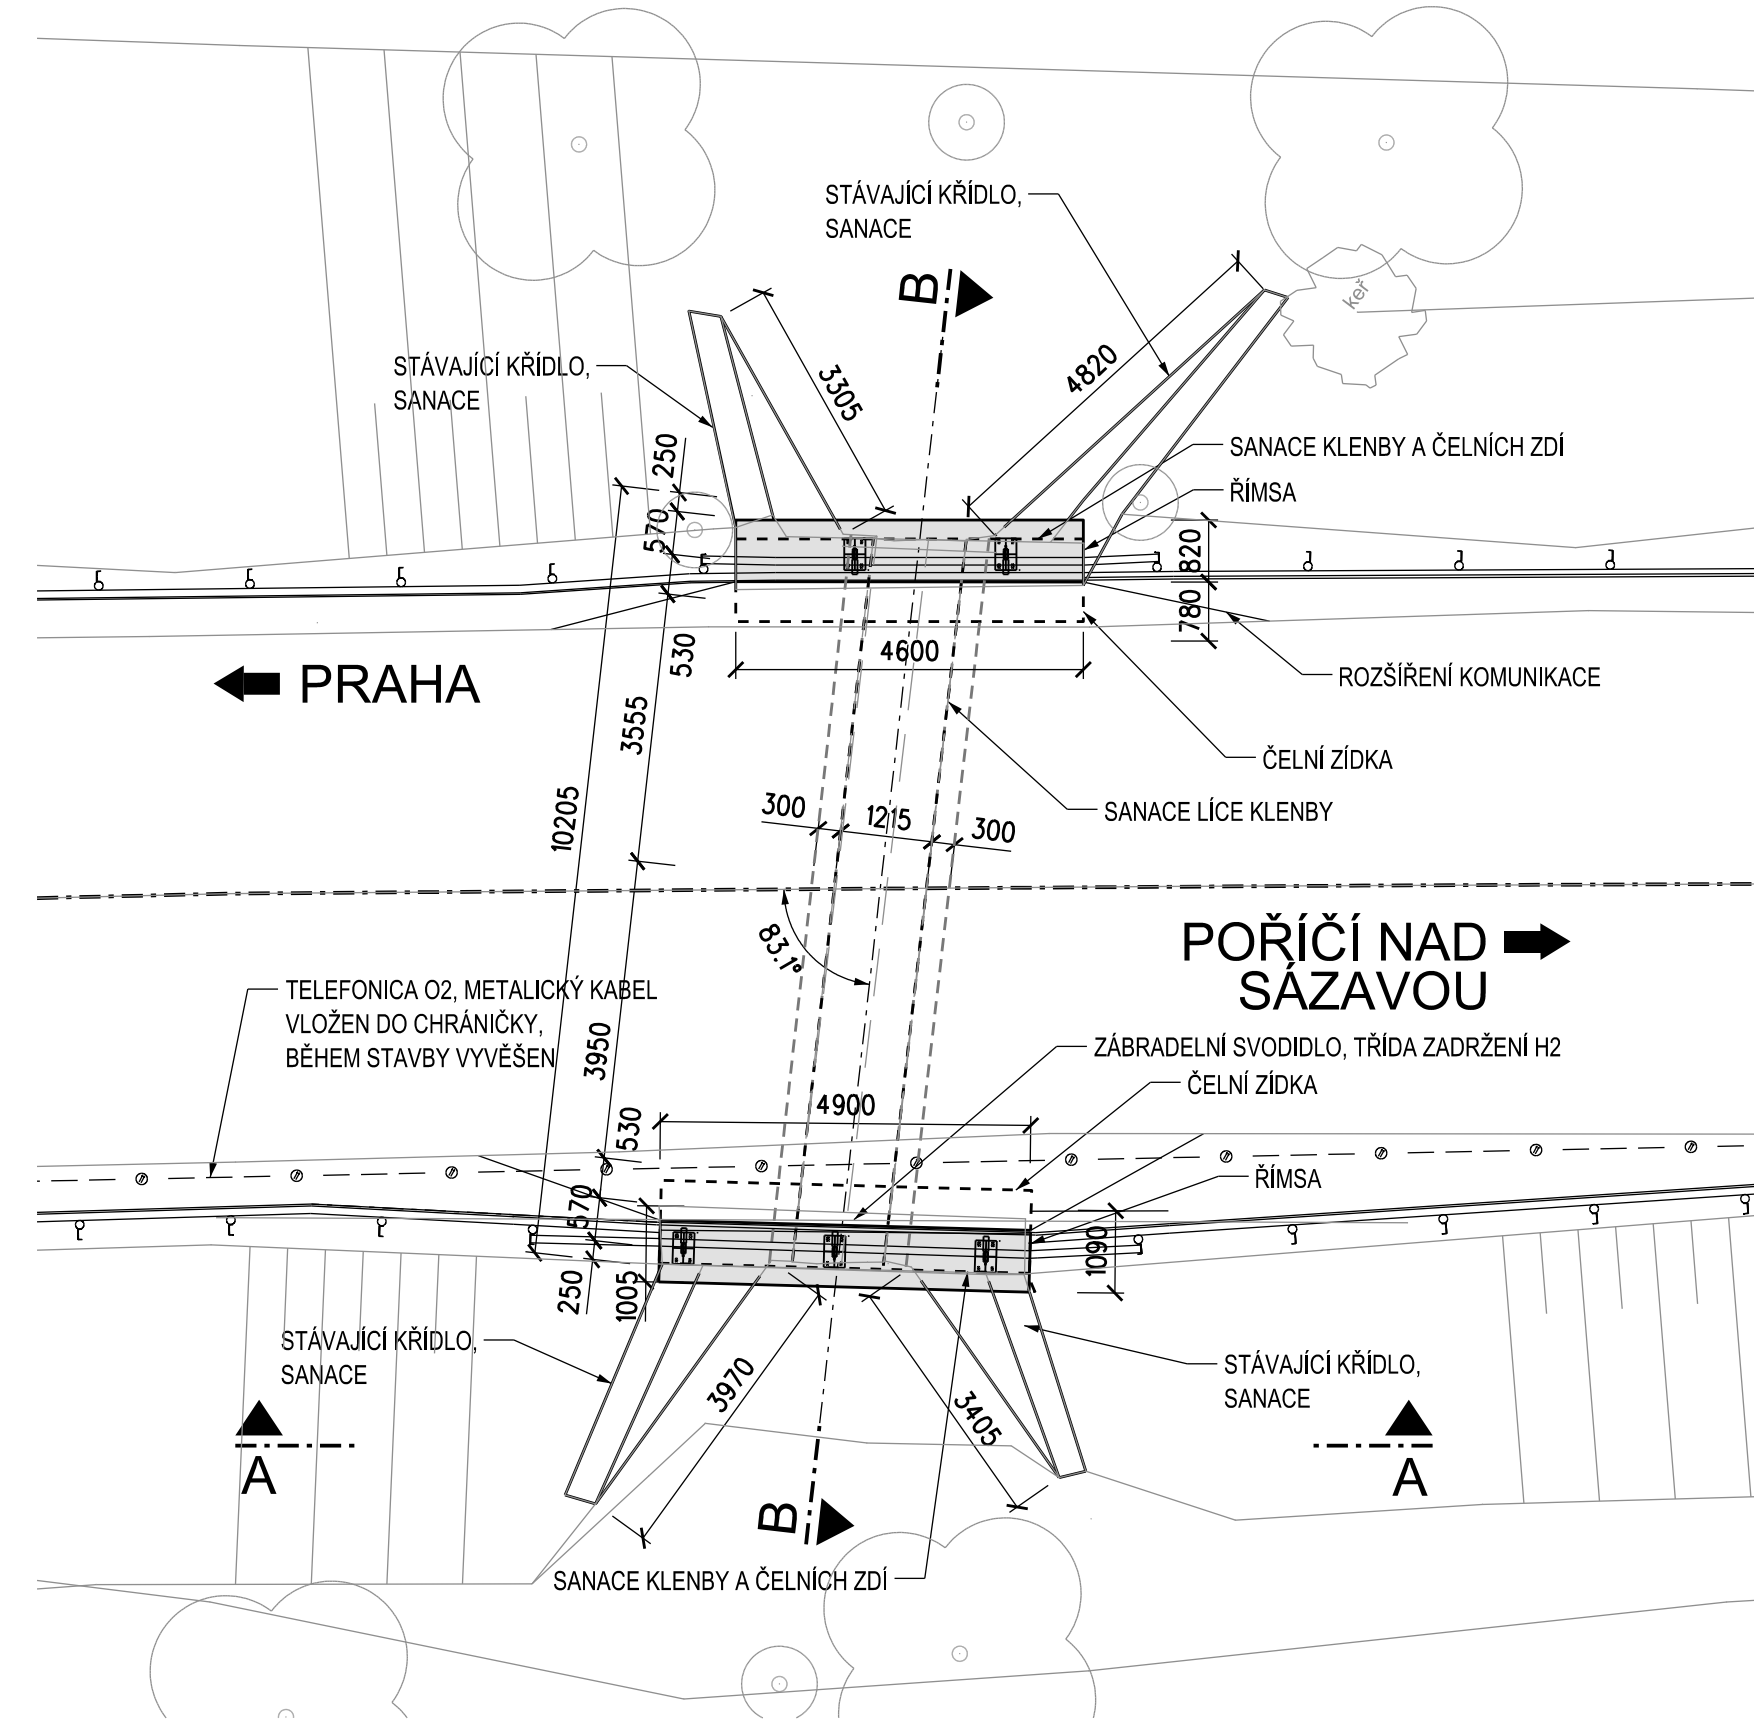 STÁVAJÍCÍ KŘÍDLO,
SANACE
B
keř
4820
3305
STÁVAJÍCÍ KŘÍDLO,
SANACE
250
SANACE KLENBY A ČELNÍCH ZDÍ
ŘÍMSA
570
820
780
530
4600
PRAHA
ROZŠÍŘENÍ KOMUNIKACE
3555
ČELNÍ ZÍDKA
10205
300
1215
300
SANACE LÍCE KLENBY
83.1°
POŘÍČÍ NAD
SÁZAVOU
TELEFONICA O2, METALICKÝ KABEL
VLOŽEN DO CHRÁNIČKY,
BĚHEM STAVBY VYVĚŠEN
3950
ZÁBRADELNÍ SVODIDLO, TŘÍDA ZADRŽENÍ H2
ČELNÍ ZÍDKA
4900
530
ŘÍMSA
570
1090
250
1005
STÁVAJÍCÍ KŘÍDLO,
SANACE
3970
3405
STÁVAJÍCÍ KŘÍDLO,
SANACE
A
A
B
SANACE KLENBY A ČELNÍCH ZDÍ